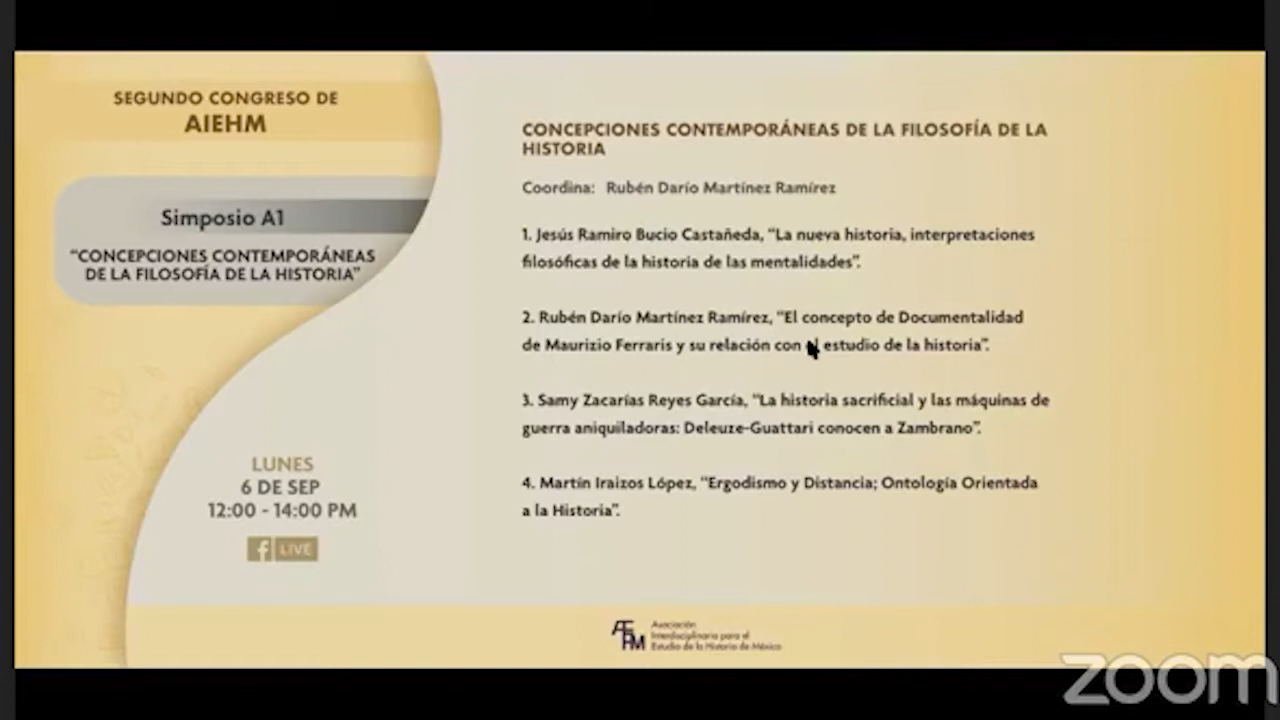 SEGUNDO CONGRESO DE
AIEHM
Simposio A1
“CONCEPCIONES CONTEMPORÁNEAS
DE LA FILOSOFÍA DE LA HISTORIA”
LUNES
6 DE SEP
12:00 - 14:00 PM
f LIVE
CONCEPCIONES CONTEMPORÁNEAS DE LA FILOSOFÍA DE LA
HISTORIA
Coordina: Rubén Darío Martínez Ramírez
1. Jesús Ramiro Bucio Castañeda, “La nueva historia, interpretaciones
filosóficas de la historia de las mentalidades”.
2. Rubén Darío Martínez Ramírez, “El concepto de Documentalidad
de Maurizio Ferraris y su relación con el estudio de la historia”.
3. Samy Zacarías Reyes García, “La historia sacrificial y las máquinas de
guerra aniquiladoras: Deleuze-Guattari conocen a Zambrano”.
4. Martín Iraizos López, “Ergodismo y Distancia; Ontología Orientada
a la Historia”.
Asociación
Interdisciplinaria para el
Estudio de la Historia de México
zoom